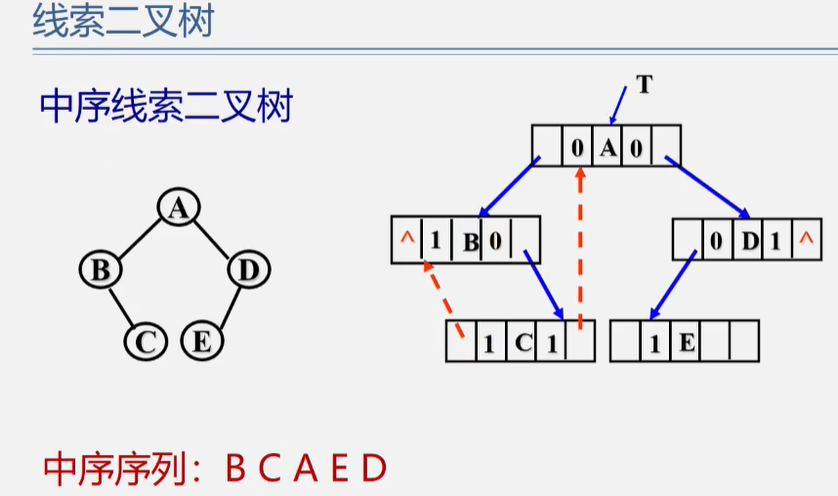 线索二叉树
中序线索二叉树
T
0 A 0
A
^ 1 B 0
0 D 1 ^
B D
C E
1 C 1
1 E
中序序列：B C A E D